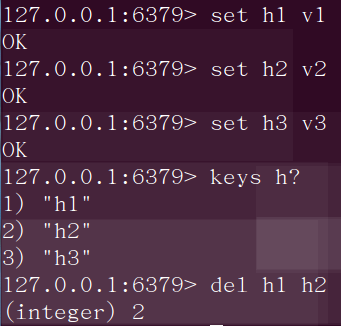 127.0.0.1:6379> set h1 v1
OK
127.0.0.1:6379> set h2 v2
OK
127.0.0.1:6379> set h3 v3
OK
127.0.0.1:6379> keys h?
1) "h1"
2) "h2"
3) "h3"
127.0.0.1:6379> del h1 h2
(integer) 2